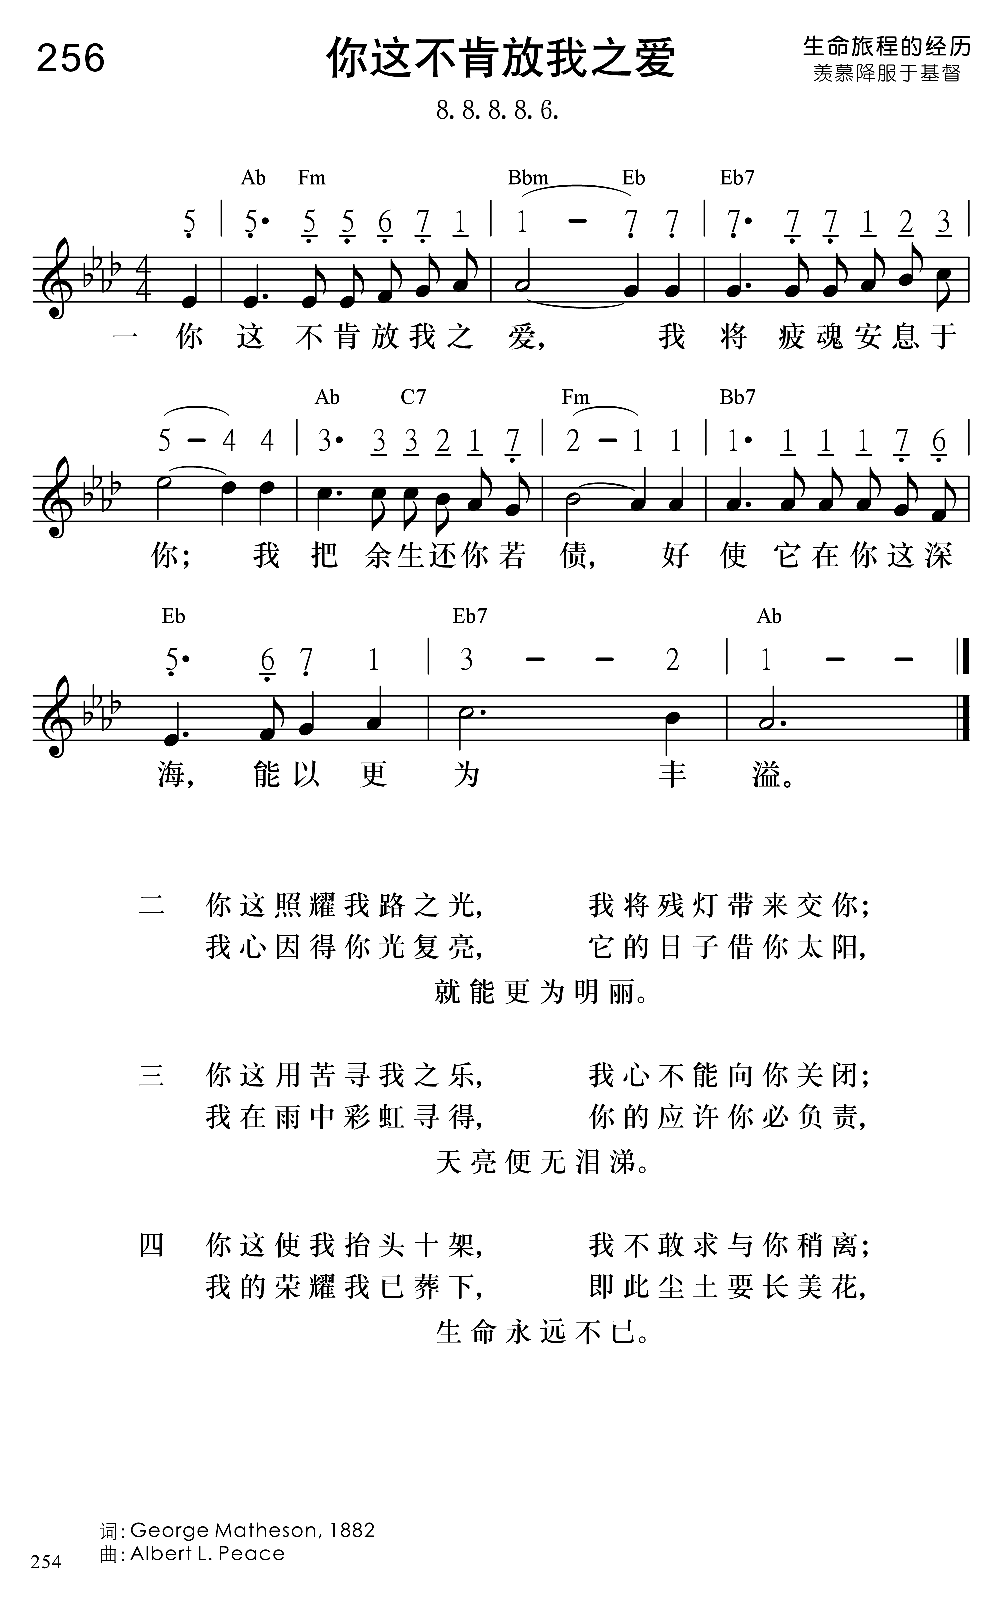 256
你这不肯放我之爱
生命旅程的经历
羡慕降服于基督
8. 8. 8. 8. 6.
Ab Fm Bbm Eb Eb7
5 | 5· 5 5 6 7 1 | 1 - 7 7 | 7· 7 7 1 2 3 |
4
4
一 你 这 不 肯 放 我 之 爱， 我 将 疲 魂 安 息 于
Ab C7 Fm Bb7
5 - 4 4 | 3· 3 3 2 1 7 | 2 - 1 1 | 1· 1 1 1 7 6 |
你； 我 把 余 生 还 你 若 债， 好 使 它 在 你 这 深
Eb Eb7 Ab
5· 6 7 1 | 3 - - 2 | 1 - -
海， 能 以 更 为 丰 溢。
二 你这照耀我路之光， 我将残灯带来交你；
我心因得你光复亮， 它的日子借你太阳，
就能更为明丽。
三 你这用苦寻我之乐， 我心不能向你关闭；
我在雨中彩虹寻得， 你的应许你必负责，
天亮便无泪涕。
四 你这使我抬头十架， 我不敢求与你稍离；
我的荣耀我已葬下， 即此尘土要长美花，
生命永远不已。
词：George Matheson, 1882
曲：Albert L. Peace
254